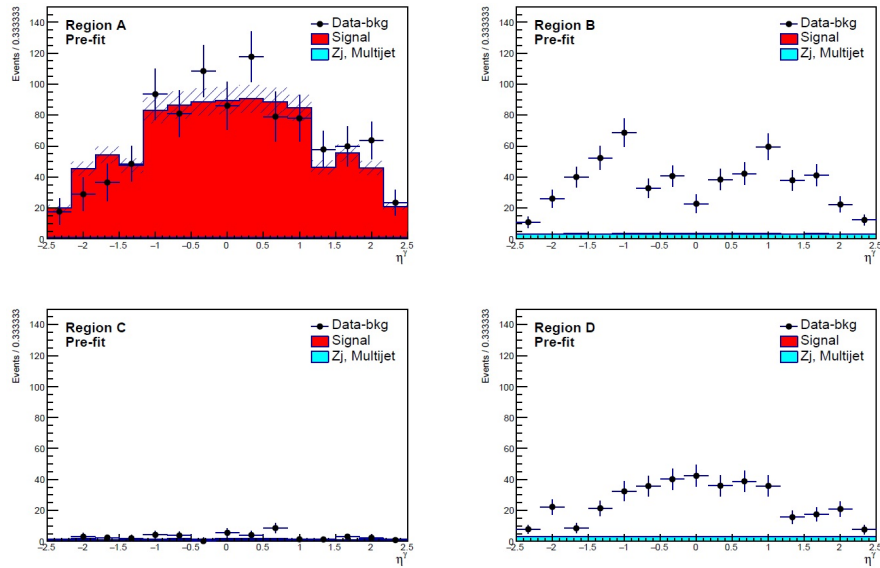 Events / 0.333333
140
120
100
80
60
40
20
0
Region A
Pre-fit
Data-bkg
Signal
Zj, Multijet
−2.5 −2 −1.5 −1 −0.5 0 0.5 1 1.5 2 2.5
η^γ
Events / 0.333333
140
120
100
80
60
40
20
0
Region B
Pre-fit
Data-bkg
Signal
Zj, Multijet
−2.5 −2 −1.5 −1 −0.5 0 0.5 1 1.5 2 2.5
η^γ
Events / 0.333333
140
120
100
80
60
40
20
0
Region C
Pre-fit
Data-bkg
Signal
Zj, Multijet
−2.5 −2 −1.5 −1 −0.5 0 0.5 1 1.5 2 2.5
η^γ
Events / 0.333333
140
120
100
80
60
40
20
0
Region D
Pre-fit
Data-bkg
Signal
Zj, Multijet
−2.5 −2 −1.5 −1 −0.5 0 0.5 1 1.5 2 2.5
η^γ